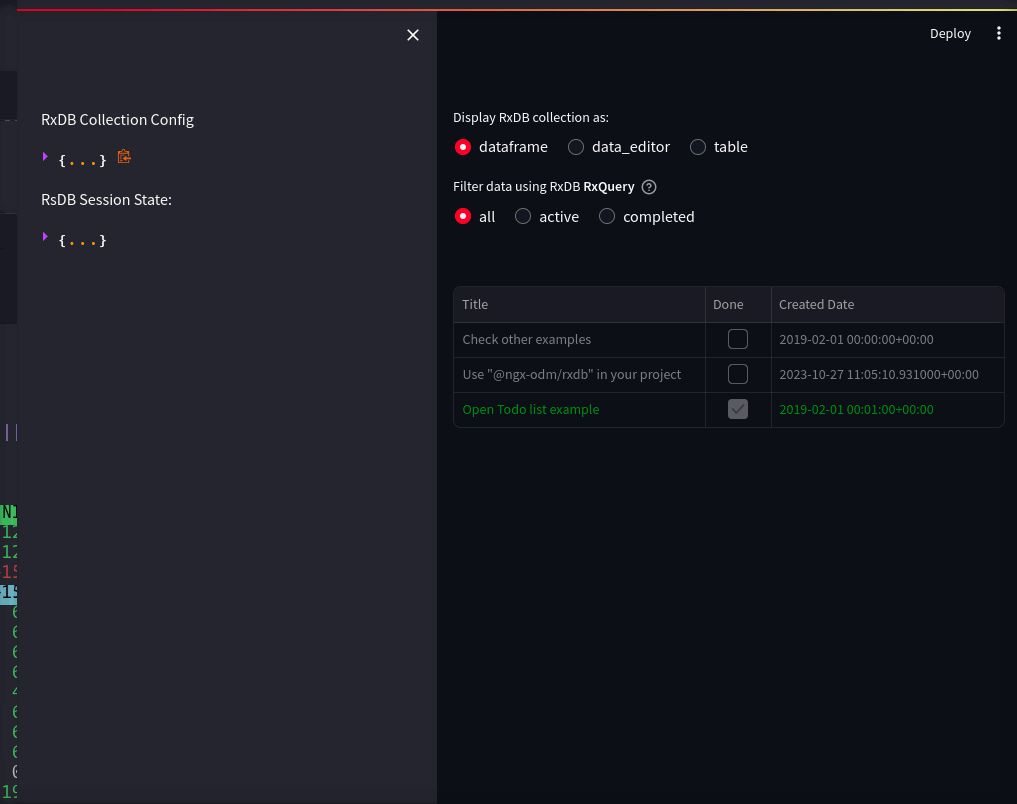 Deploy
RxDB Collection Config
{...}
RsDB Session State:
{...}
Display RxDB collection as:
dataframe data_editor table
Filter data using RxDB RxQuery ?
all active completed
Title Done Created Date
Check other examples 2019-02-01 00:00:00+00:00
Use "@ngx-odm/rxdb" in your project 2023-10-27 11:05:10.931000+00:00
Open Todo list example 2019-02-01 00:01:00+00:00